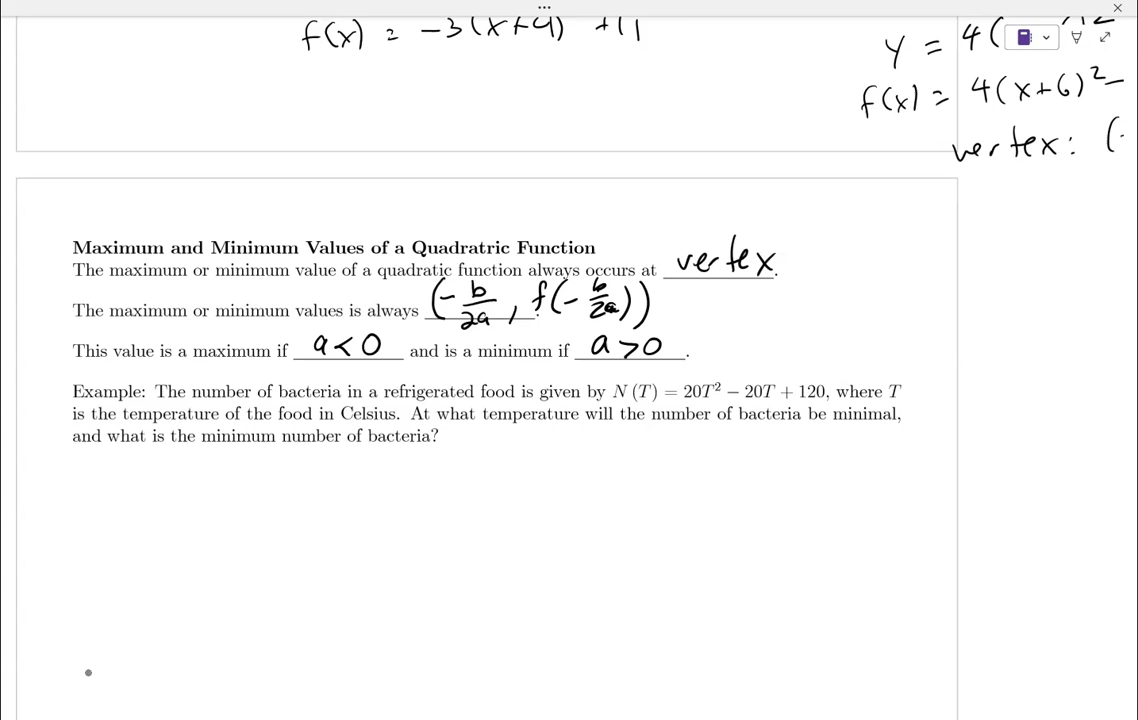 f(x) = -3(x+4) +11
y = 4(
f(x) = 4(x+6)² -
vertex: (-
Maximum and Minimum Values of a Quadratric Function
The maximum or minimum value of a quadratic function always occurs at vertex.
The maximum or minimum values is always (-b/2a, f(-b/2a)).
This value is a maximum if a<0 and is a minimum if a>0.
Example: The number of bacteria in a refrigerated food is given by N (T) = 20T² − 20T + 120, where T
is the temperature of the food in Celsius. At what temperature will the number of bacteria be minimal,
and what is the minimum number of bacteria?